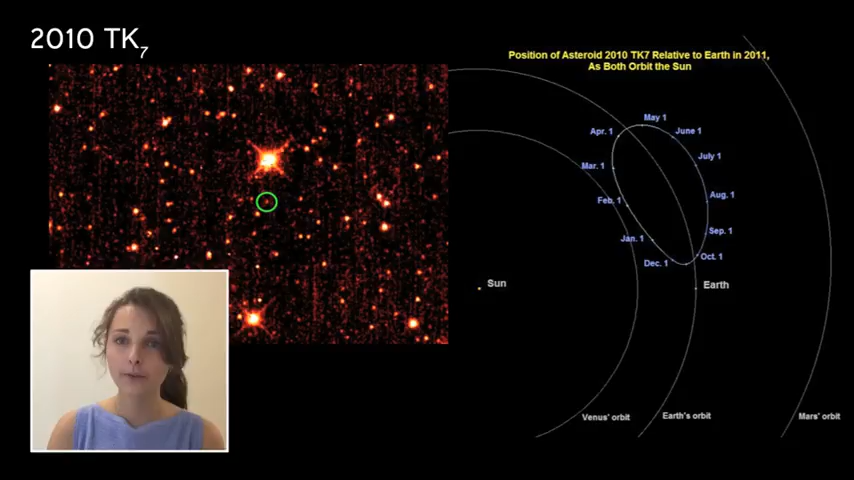 2010 TK7
Position of Asteroid 2010 TK7 Relative to Earth in 2011,
As Both Orbit the Sun
May 1
Apr. 1
June 1
July 1
Mar. 1
Aug. 1
Feb. 1
Sep. 1
Jan. 1
Oct. 1
Dec. 1
Sun
Earth
Venus' orbit
Earth's orbit
Mars' orbit